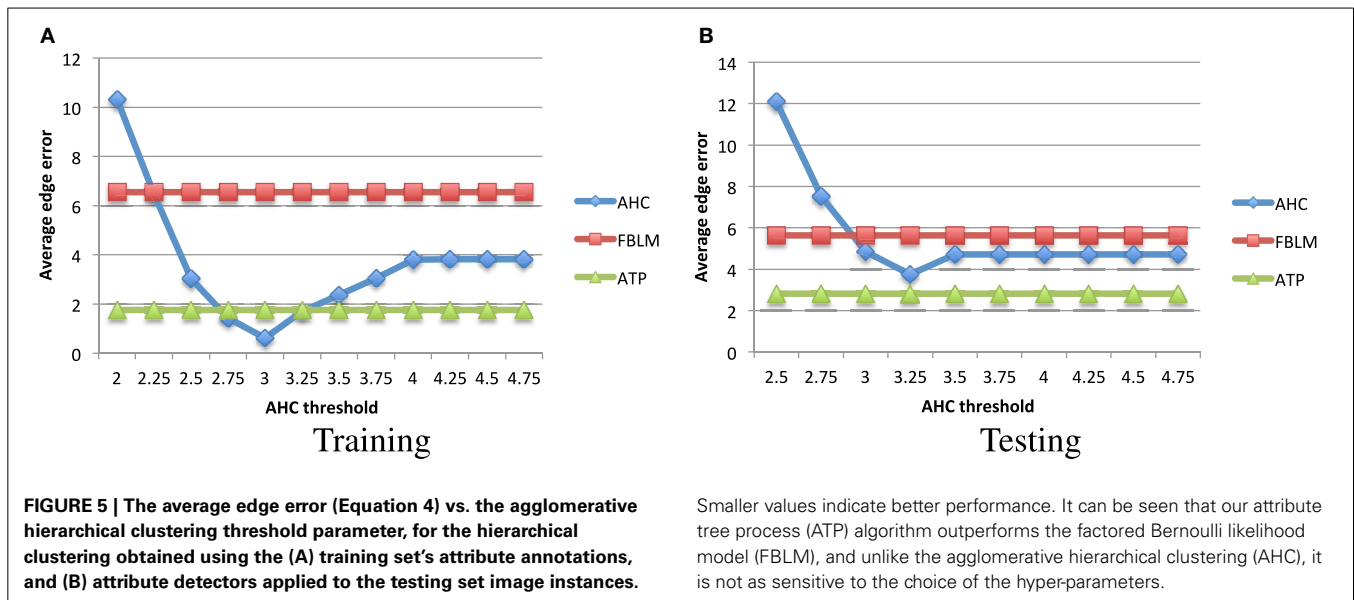 A
12
10
8
6
4
2
0
Average edge error
2 2.25 2.5 2.75 3 3.25 3.5 3.75 4 4.25 4.5 4.75
AHC threshold
AHC
FBLM
ATP
Training
B
14
12
10
8
6
4
2
0
Average edge error
2.5 2.75 3 3.25 3.5 3.75 4 4.25 4.5 4.75
AHC threshold
AHC
FBLM
ATP
Testing
FIGURE 5 | The average edge error (Equation 4) vs. the agglomerative
hierarchical clustering threshold parameter, for the hierarchical
clustering obtained using the (A) training set's attribute annotations,
and (B) attribute detectors applied to the testing set image instances.
Smaller values indicate better performance. It can be seen that our attribute
tree process (ATP) algorithm outperforms the factored Bernoulli likelihood
model (FBLM), and unlike the agglomerative hierarchical clustering (AHC), it
is not as sensitive to the choice of the hyper-parameters.